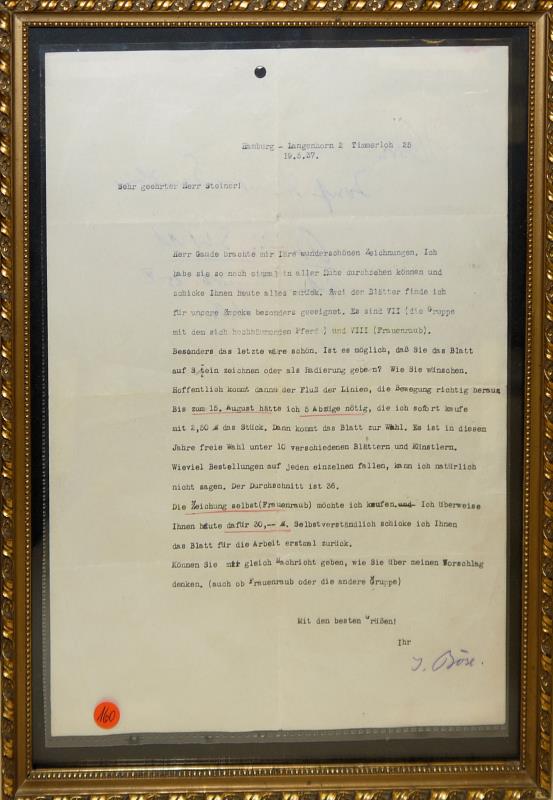 Hamburg - Langenhorn 2 Timmerloh 25
19.5.37.
Sehr geehrter Herr Steiner!
Herr Gaude brachte mir Ihre wunderschönen Zeichnungen. Ich
habe sie so noch einmal in aller Ruhe durchsehen können und
schicke Ihnen heute alles zurück. Zwei der Blätter finde ich
für unsere Zwecke besonders geeignet. Es sind VII (die Gruppe
mit dem sich hochbäumenden Pferd ) und VIII (Frauenraub).
Besonders das letzte wäre schön. Ist es möglich, daß Sie das Blatt
auf Stein zeichnen oder als Radierung geben? Wie Sie wünschen.
Hoffentlich kommt dann der Fluß der Linien, die Bewegung richtig heraus
Bis zum 15. August hätte ich 5 Abzüge nötig, die ich sofort kaufe
mit 2,50 M das Stück. Dann kommt das Blatt zur Wahl. Es ist in diesen
Jahre freie Wahl unter 10 verschiedenen Blättern und Künstlern.
Wieviel Bestellungen auf jeden einzelnen fallen, kann ich natürlich
nicht sagen. Der Durchschnitt ist 36.
Die Zeichung selbst(Frauenraub) möchte ich kaufen. und Ich überweise
Ihnen heute dafür 30,-- M. Selbstverständlich schicke ich Ihnen
das Blatt für die Arbeit erstmal zurück.
Können Sie mir gleich Nachricht geben, wie Sie über meinen Vorschlag
denken. (auch ob Frauenraub oder die andere Gruppe)
Mit den besten Grüßen!
Ihr
J. Böse.
160